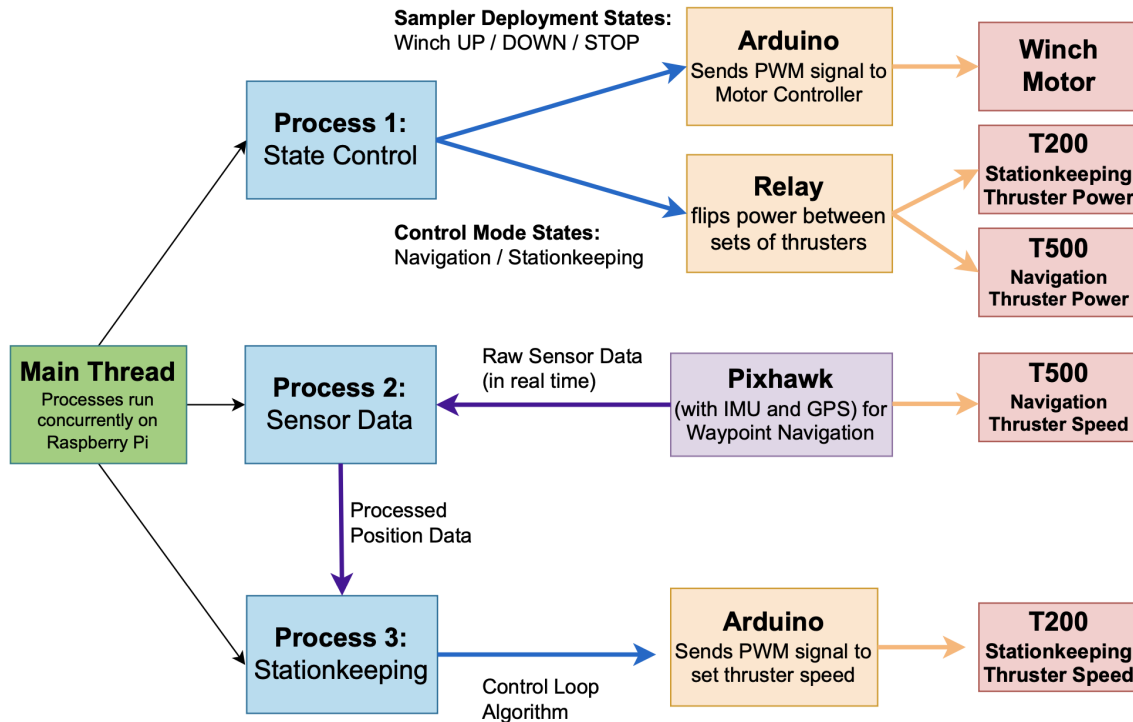 Sampler Deployment States:
Winch UP / DOWN / STOP
Arduino
Sends PWM signal to
Motor Controller
Winch
Motor
Process 1:
State Control
T200
Stationkeeping
Thruster Power
Relay
flips power between
sets of thrusters
Control Mode States:
Navigation / Stationkeeping
T500
Navigation
Thruster Power
Main Thread
Processes run
concurrently on
Raspberry Pi
Process 2:
Sensor Data
Raw Sensor Data
(in real time)
Pixhawk
(with IMU and GPS) for
Waypoint Navigation
T500
Navigation
Thruster Speed
Processed
Position Data
Process 3:
Stationkeeping
Control Loop
Algorithm
Arduino
Sends PWM signal to
set thruster speed
T200
Stationkeeping
Thruster Speed